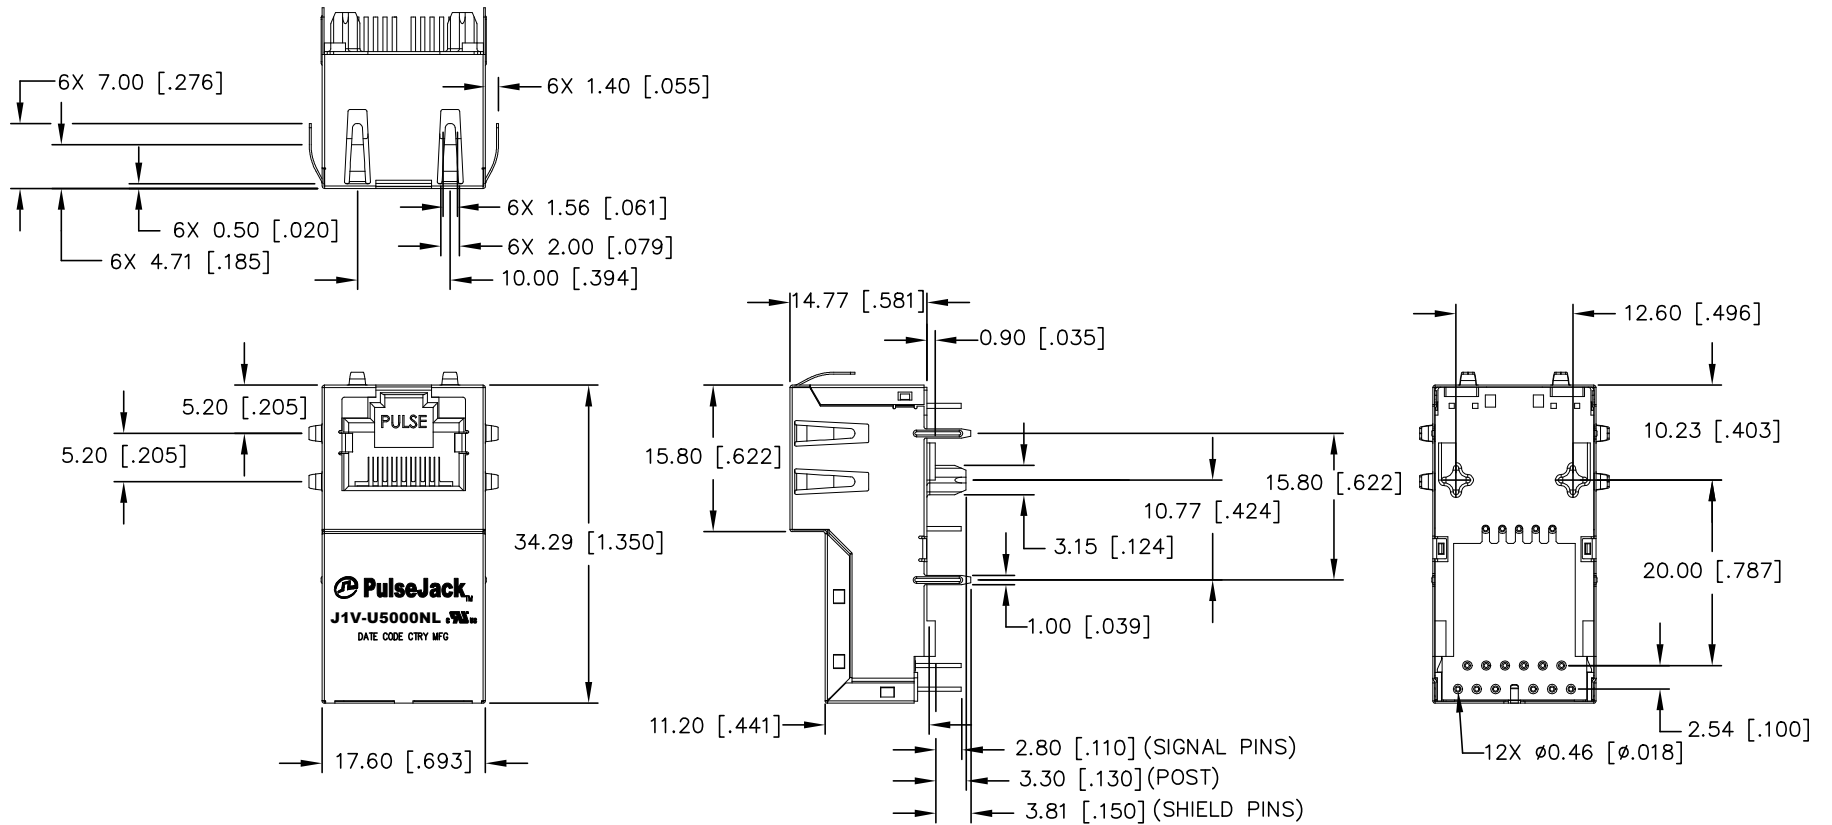 6X 7.00 [.276]
6X 1.40 [.055]
6X 1.56 [.061]
6X 0.50 [.020]
6X 2.00 [.079]
6X 4.71 [.185]
10.00 [.394]
14.77 [.581]
12.60 [.496]
0.90 [.035]
5.20 [.205]
PULSE
10.23 [.403]
5.20 [.205]
15.80 [.622]
15.80 [.622]
10.77 [.424]
34.29 [1.350]
3.15 [.124]
20.00 [.787]
PulseJack™
J1V-U5000NL
DATE CODE CTRY MFG
1.00 [.039]
11.20 [.441]
2.54 [.100]
2.80 [.110] (SIGNAL PINS)
12X ø0.46 [ø.018]
17.60 [.693]
3.30 [.130] (POST)
3.81 [.150] (SHIELD PINS)